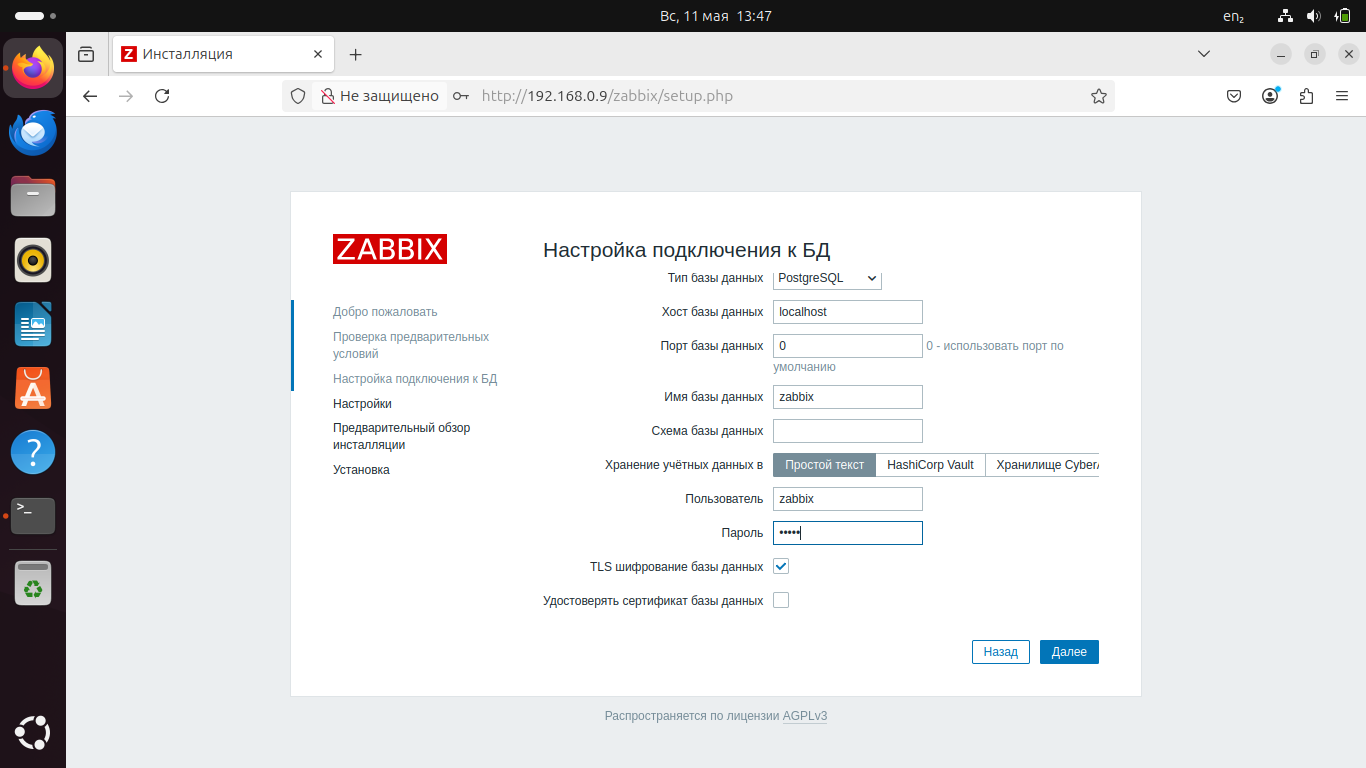 Вс, 11 мая 13:47
en₂
Z Инсталляция
Не защищено
http://192.168.0.9/zabbix/setup.php
ZABBIX
Добро пожаловать
Проверка предварительных
условий
Настройка подключения к БД
Настройки
Предварительный обзор
инсталляции
Установка
Настройка подключения к БД
Тип базы данных PostgreSQL
Хост базы данных localhost
Порт базы данных 0 0 - использовать порт по
умолчанию
Имя базы данных zabbix
Схема базы данных
Хранение учётных данных в Простой текст HashiCorp Vault Хранилище Cyber
Пользователь zabbix
Пароль •••••
TLS шифрование базы данных
Удостоверять сертификат базы данных
Назад Далее
Распространяется по лицензии AGPLv3